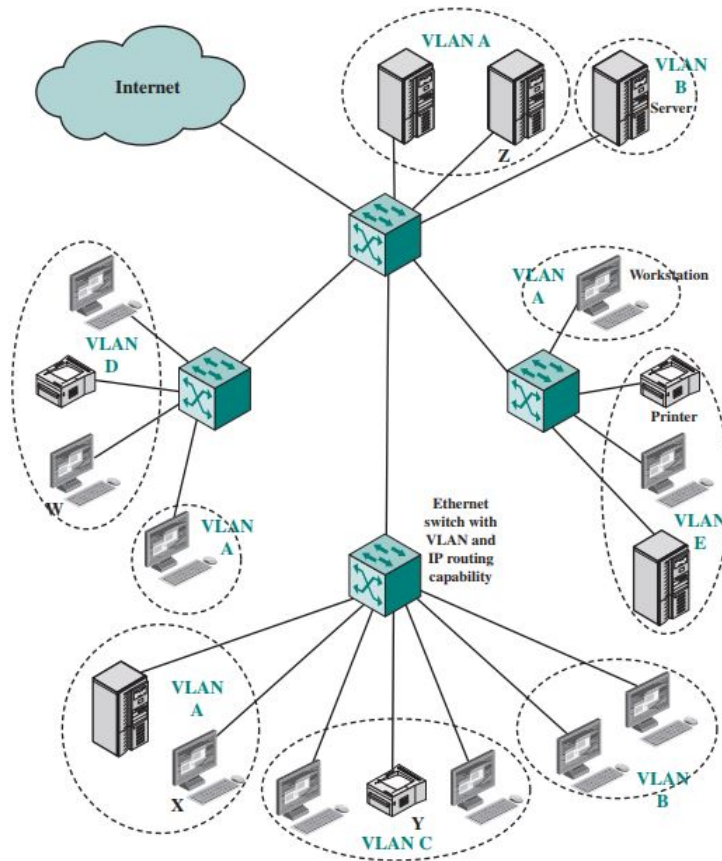 VLAN A
VLAN
B
Internet
Server
Z
VLAN
A
Workstation
VLAN
D
Printer
W
Ethernet
switch with
VLAN and
IP routing
capability
VLAN
A
VLAN
E
VLAN
A
X
Y
VLAN C
VLAN
B